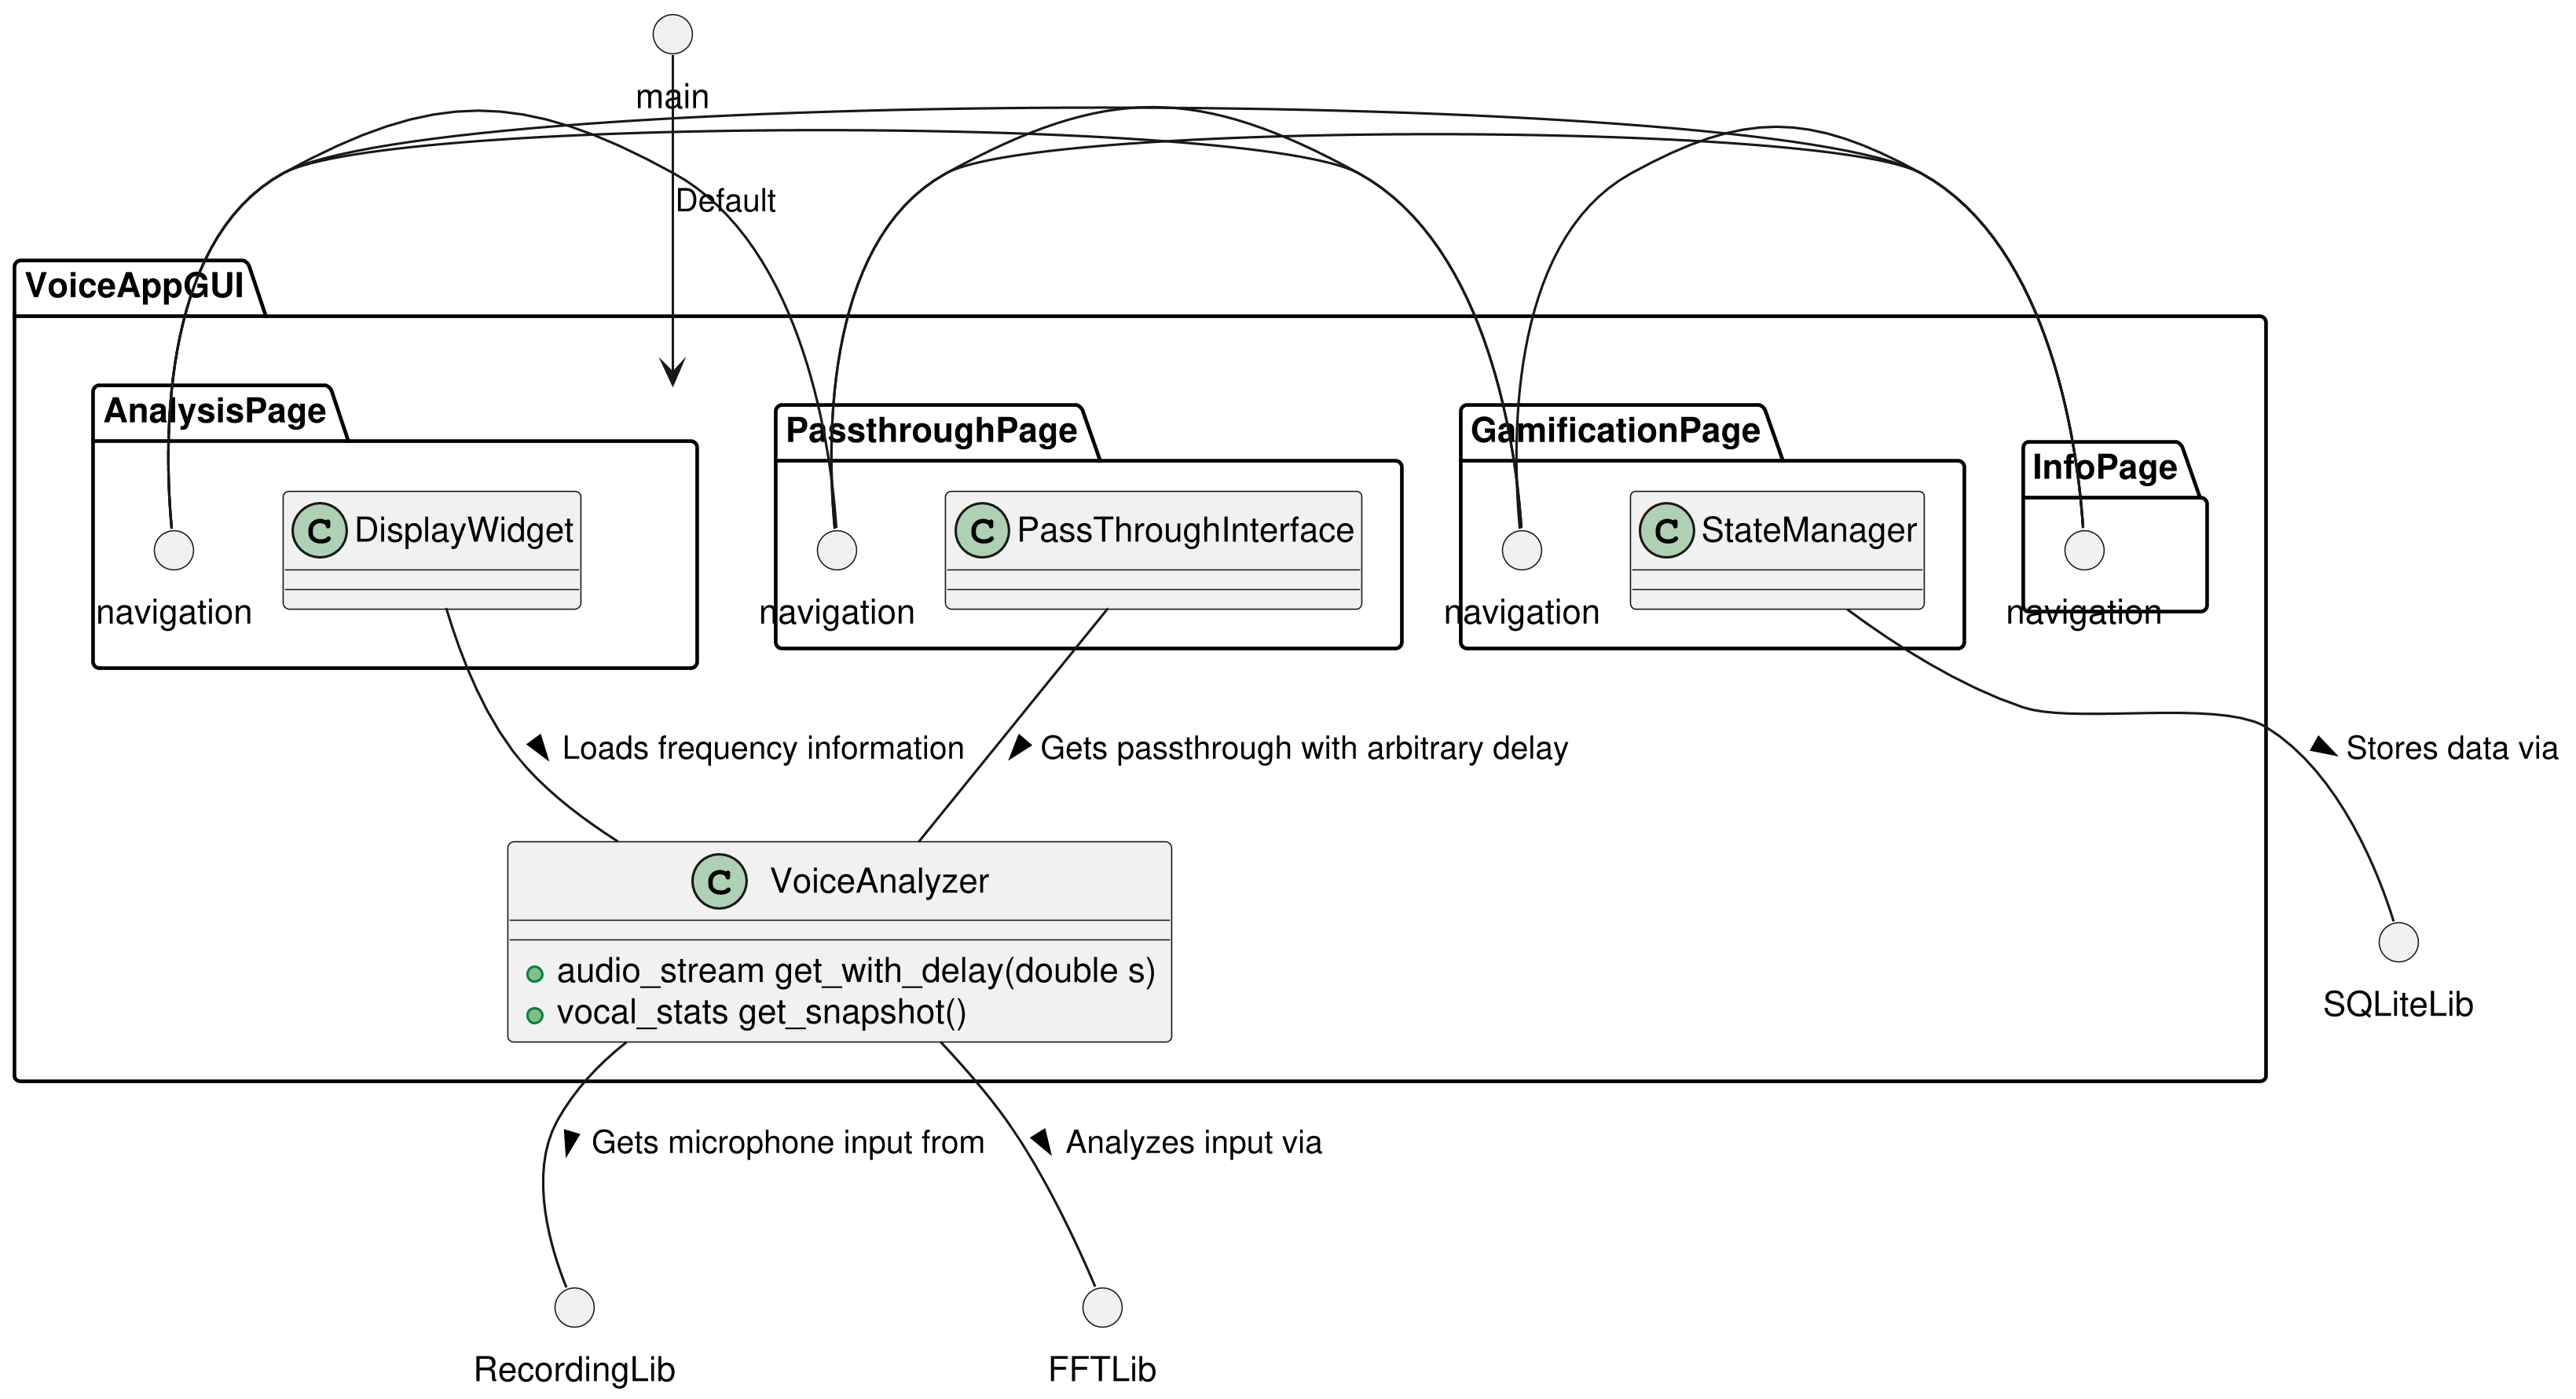 main
Default
VoiceAppGUI
AnalysisPage
PassthroughPage
GamificationPage
InfoPage
C DisplayWidget
C PassThroughInterface
C StateManager
navigation
navigation
navigation
navigation
Loads frequency information
Gets passthrough with arbitrary delay
Stores data via
C VoiceAnalyzer
audio_stream get_with_delay(double s)
vocal_stats get_snapshot()
SQLiteLib
Gets microphone input from
Analyzes input via
RecordingLib
FFTLib